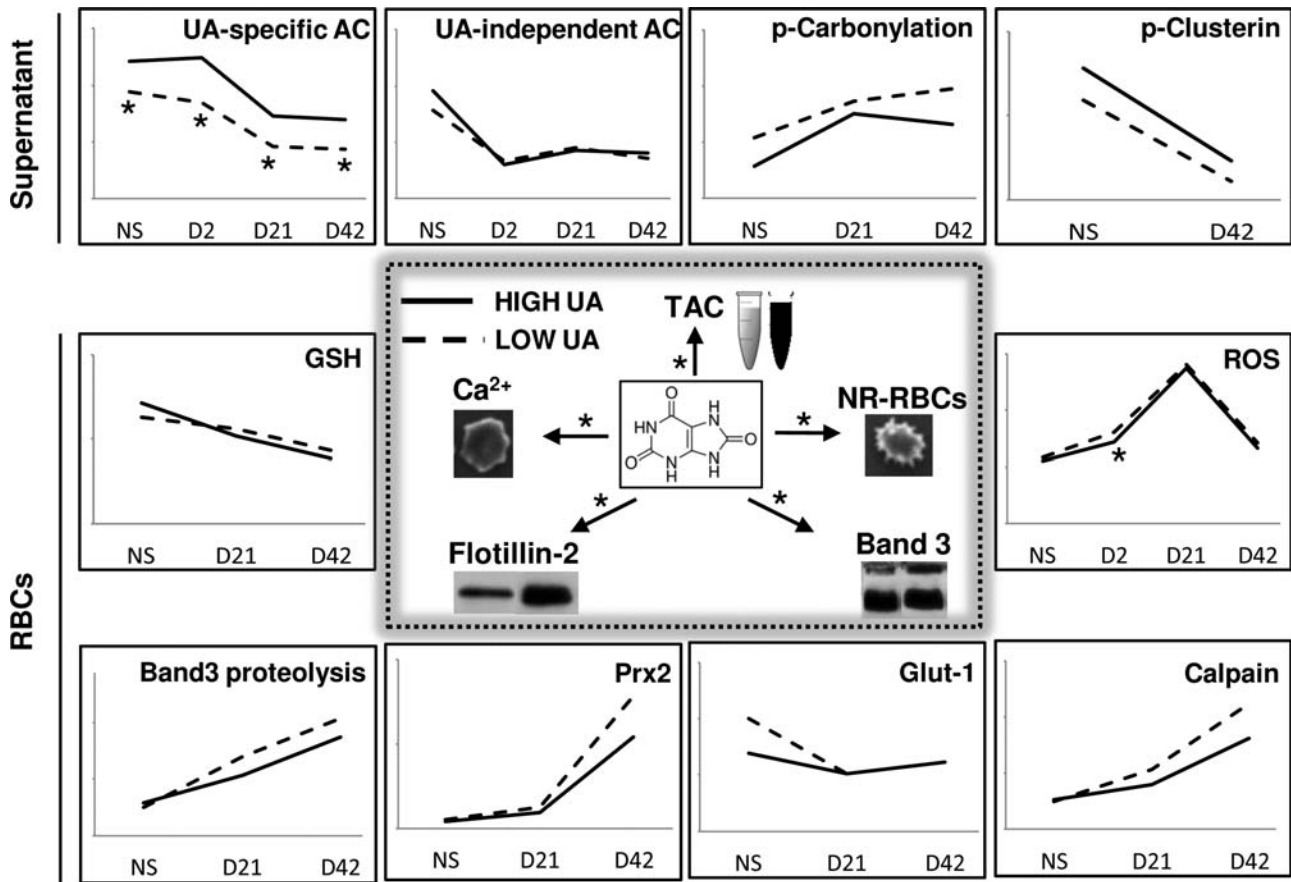 Supernatant
UA-specific AC
*
*
*
*
NS D2 D21 D42
UA-independent AC
NS D2 D21 D42
p-Carbonylation
NS D21 D42
p-Clusterin
NS D42
RBCs
GSH
NS D21 D42
HIGH UA
LOW UA
TAC
*
Ca²⁺
*
O
H
N
HN
O
O
N
H
N
H
*
NR-RBCs
*
Flotillin-2
*
Band 3
ROS
*
NS D2 D21 D42
Band3 proteolysis
NS D21 D42
Prx2
NS D21 D42
Glut-1
NS D21 D42
Calpain
NS D21 D42